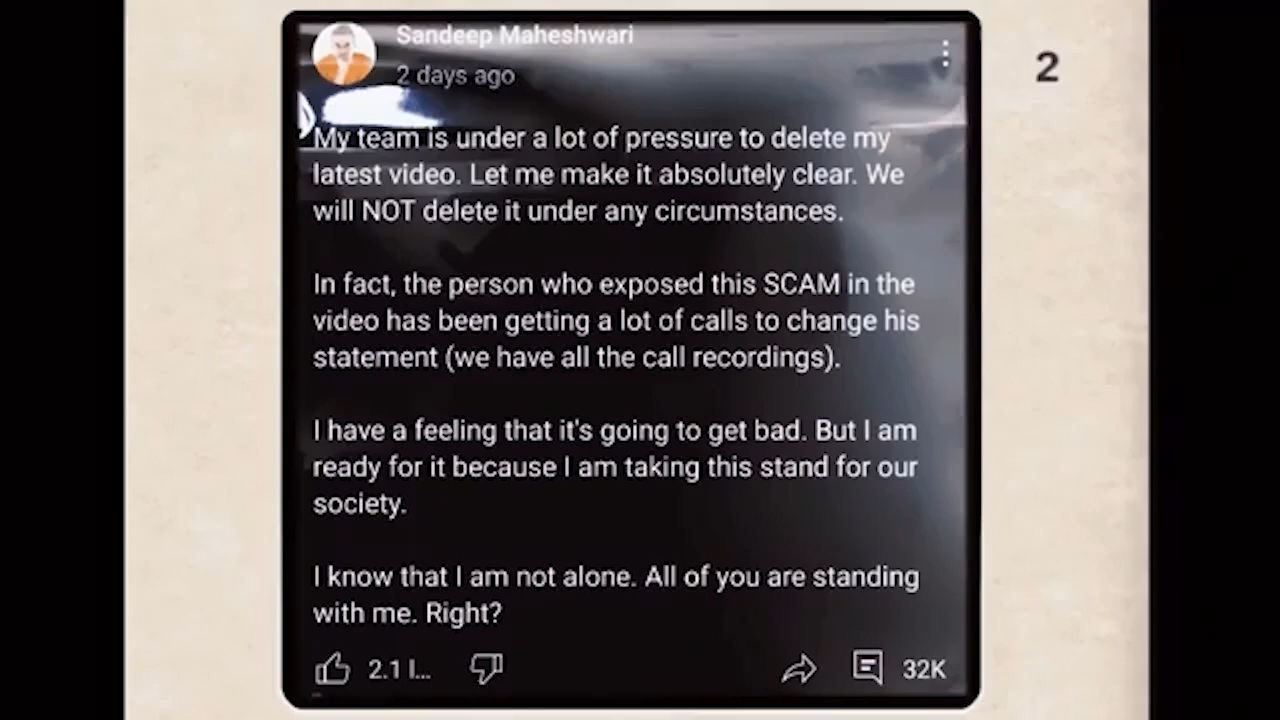 Sandeep Maheshwari
2
2 days ago
My team is under a lot of pressure to delete my
latest video. Let me make it absolutely clear. We
will NOT delete it under any circumstances.
In fact, the person who exposed this SCAM in the
video has been getting a lot of calls to change his
statement (we have all the call recordings).
I have a feeling that it's going to get bad. But I am
ready for it because I am taking this stand for our
society.
I know that I am not alone. All of you are standing
with me. Right?
2.1 l... 32K